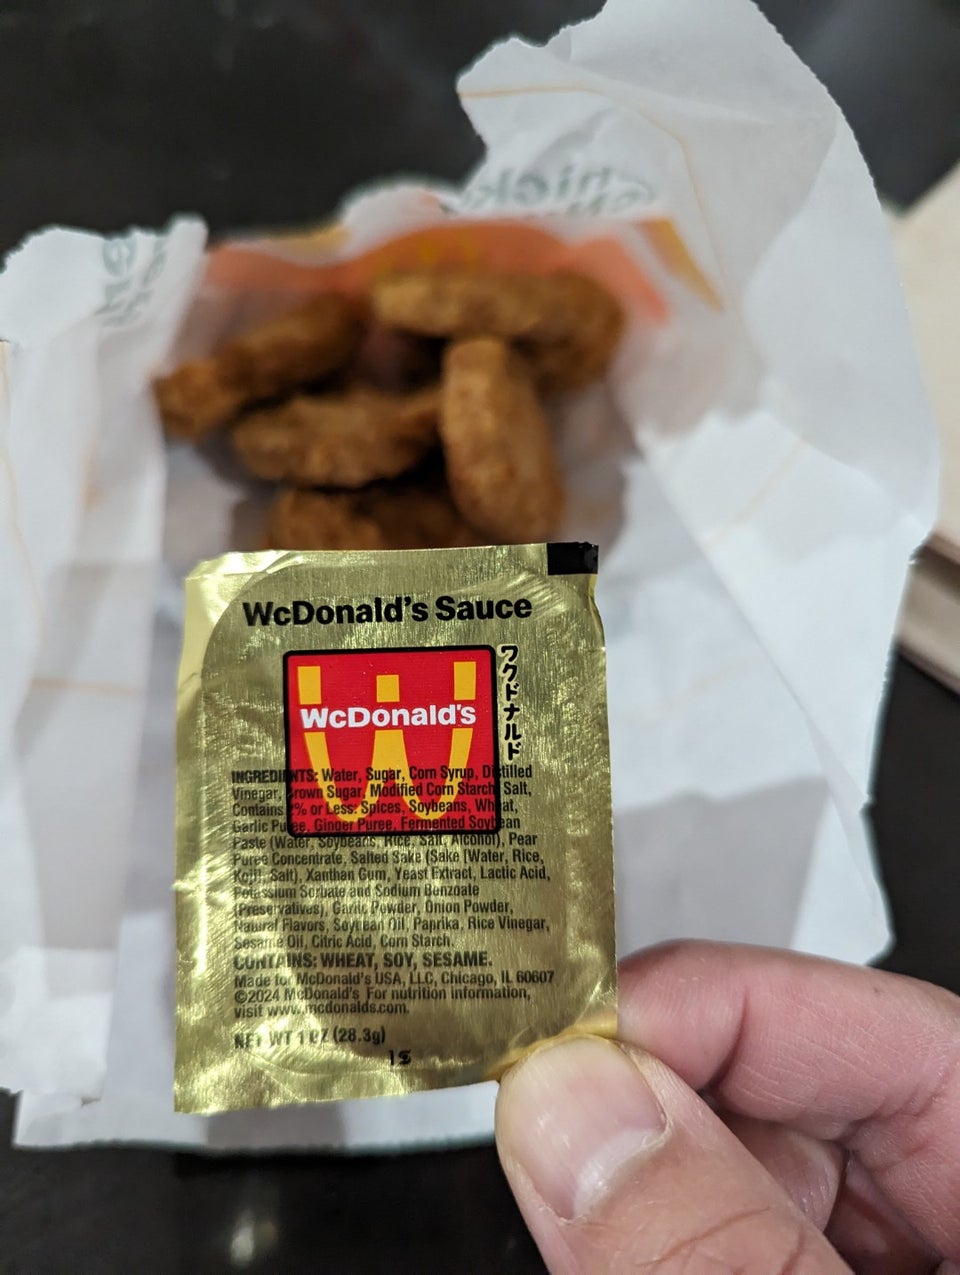 WcDonald's Sauce
WcDonald's
ワクドナルド
INGREDIENTS: Water, Sugar, Corn Syrup, Distilled
Vinegar, Brown Sugar, Modified Corn Starch, Salt,
Contains 2% or Less: Spices, Soybeans, Wheat,
Garlic Puree, Ginger Puree, Fermented Soybean
Paste (Water, Soybeans, Rice, Salt, Alcohol), Pear
Puree Concentrate, Salted Sake (Sake [Water, Rice,
Koji], Salt), Xanthan Gum, Yeast Extract, Lactic Acid,
Potassium Sorbate and Sodium Benzoate
(Preservatives), Garlic Powder, Onion Powder,
Natural Flavors, Soybean Oil, Paprika, Rice Vinegar,
Sesame Oil, Citric Acid, Corn Starch.
CONTAINS: WHEAT, SOY, SESAME.
Made for McDonald's USA, LLC, Chicago, IL 60607
©2024 McDonald's For nutrition information,
visit www.mcdonalds.com.
NET WT 1 OZ (28.3g)